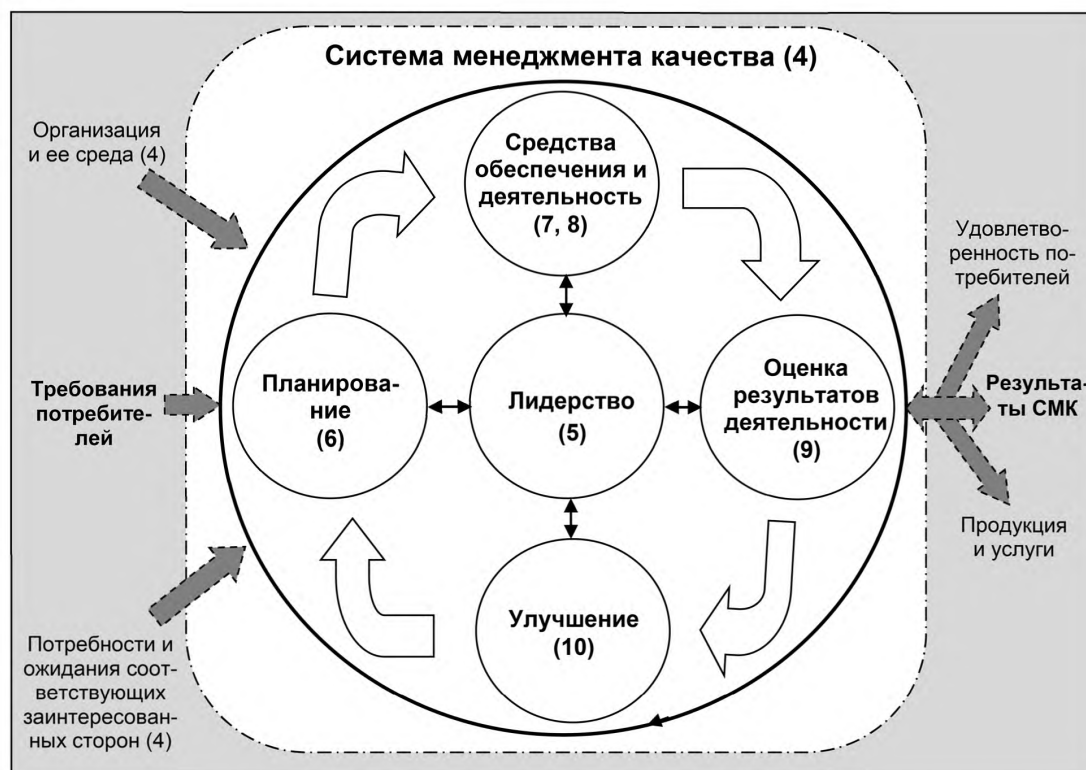 Система менеджмента качества (4)
Организация
и ее среда (4)
Требования
потребите-
лей
Потребности и
ожидания соот-
ветствующих
заинтересован-
ных сторон (4)
Средства
обеспечения и
деятельность
(7, 8)
Планирова-
ние
(6)
Лидерство
(5)
Оценка
результатов
деятельности
(9)
Улучшение
(10)
Удовлетво-
ренность по-
требителей
Результа-
ты СМК
Продукция
и услуги